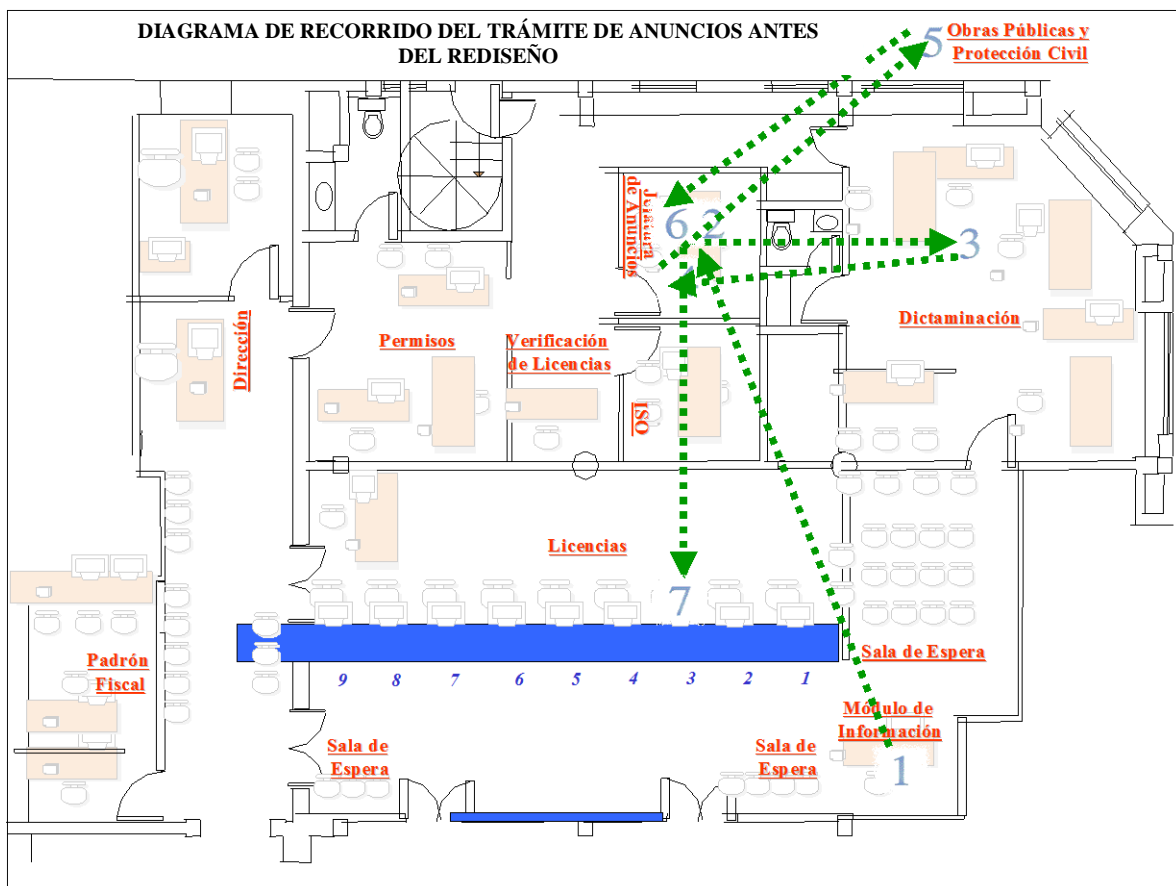 DIAGRAMA DE RECORRIDO DEL TRÁMITE DE ANUNCIOS ANTES
DEL REDISEÑO
5
Obras Públicas y
Protección Civil
Jefatura
de Anuncios
6 2
3
4
Dictaminación
Dirección
Permisos
Verificación
de Licencias
ISO
Licencias
7
Padrón
Fiscal
Sala de Espera
9 8 7 6 5 4 3 2 1
Módulo de
Información
1
Sala de
Espera
Sala de
Espera